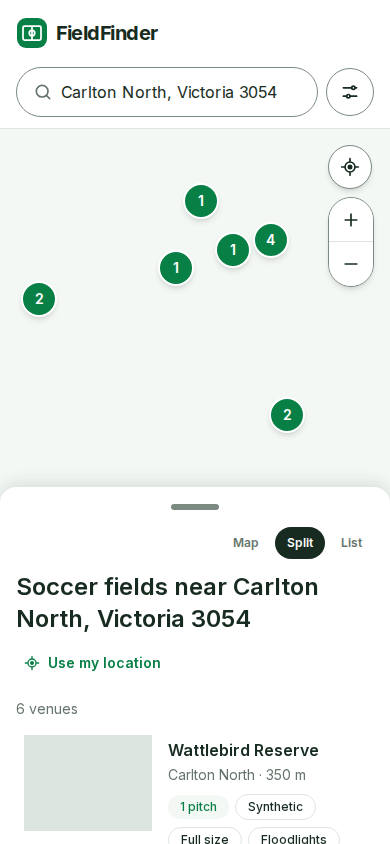 FieldFinder
Carlton North, Victoria 3054
1
4
1
1
2
2
Map Split List
Soccer fields near Carlton
North, Victoria 3054
Use my location
6 venues
Wattlebird Reserve
Carlton North · 350 m
1 pitch Synthetic
Full size Floodlights